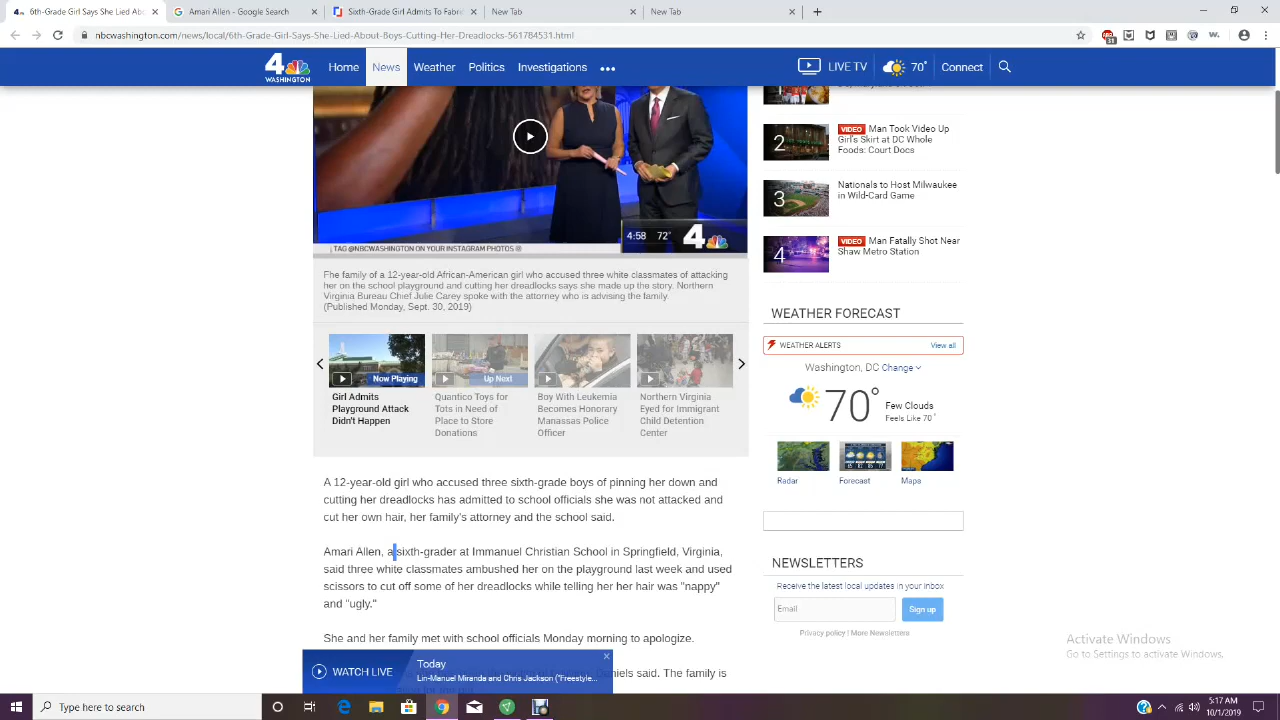 6th-Grade Girl Says She Lied Abo
Amari Allen - Google Search
Sixth Grader Admits To Fabric
New Tab
New Tab
nbcwashington.com/news/local/6th-Grade-Girl-Says-She-Lied-About-Boys-Cutting-Her-Dreadlocks-561784531.html
4 WASHINGTON
Home
News
Weather
Politics
Investigations
LIVE TV
70°
Connect
2
VIDEO Man Took Video Up
Girl's Skirt at DC Whole
Foods: Court Docs
3
Nationals to Host Milwaukee
in Wild-Card Game
4
VIDEO Man Fatally Shot Near
Shaw Metro Station
4:58 72° 4
TAG @NBCWASHINGTON ON YOUR INSTAGRAM PHOTOS
The family of a 12-year-old African-American girl who accused three white classmates of attacking
her on the school playground and cutting her dreadlocks says she made up the story. Northern
Virginia Bureau Chief Julie Carey spoke with the attorney who is advising the family.
(Published Monday, Sept. 30, 2019)
Now Playing
Girl Admits
Playground Attack
Didn't Happen
Up Next
Quantico Toys for
Tots in Need of
Place to Store
Donations
Boy With Leukemia
Becomes Honorary
Manassas Police
Officer
Northern Virginia
Eyed for Immigrant
Child Detention
Center
A 12-year-old girl who accused three sixth-grade boys of pinning her down and
cutting her dreadlocks has admitted to school officials she was not attacked and
cut her own hair, her family's attorney and the school said.
Amari Allen, a sixth-grader at Immanuel Christian School in Springfield, Virginia,
said three white classmates ambushed her on the playground last week and used
scissors to cut off some of her dreadlocks while telling her her hair was "nappy"
and "ugly."
She and her family met with school officials Monday morning to apologize.
Daniels said. The family is
WATCH LIVE
Today
Lin-Manuel Miranda and Chris Jackson ("Freestyle...
WEATHER FORECAST
WEATHER ALERTS
View all
Washington, DC Change
70°
Few Clouds
Feels Like 70°
Radar
Forecast
Maps
NEWSLETTERS
Receive the latest local updates in your inbox
Email
Sign up
Privacy policy | More Newsletters
Activate Windows
Go to Settings to activate Windows.
Type here to search
5:17 AM
10/1/2019